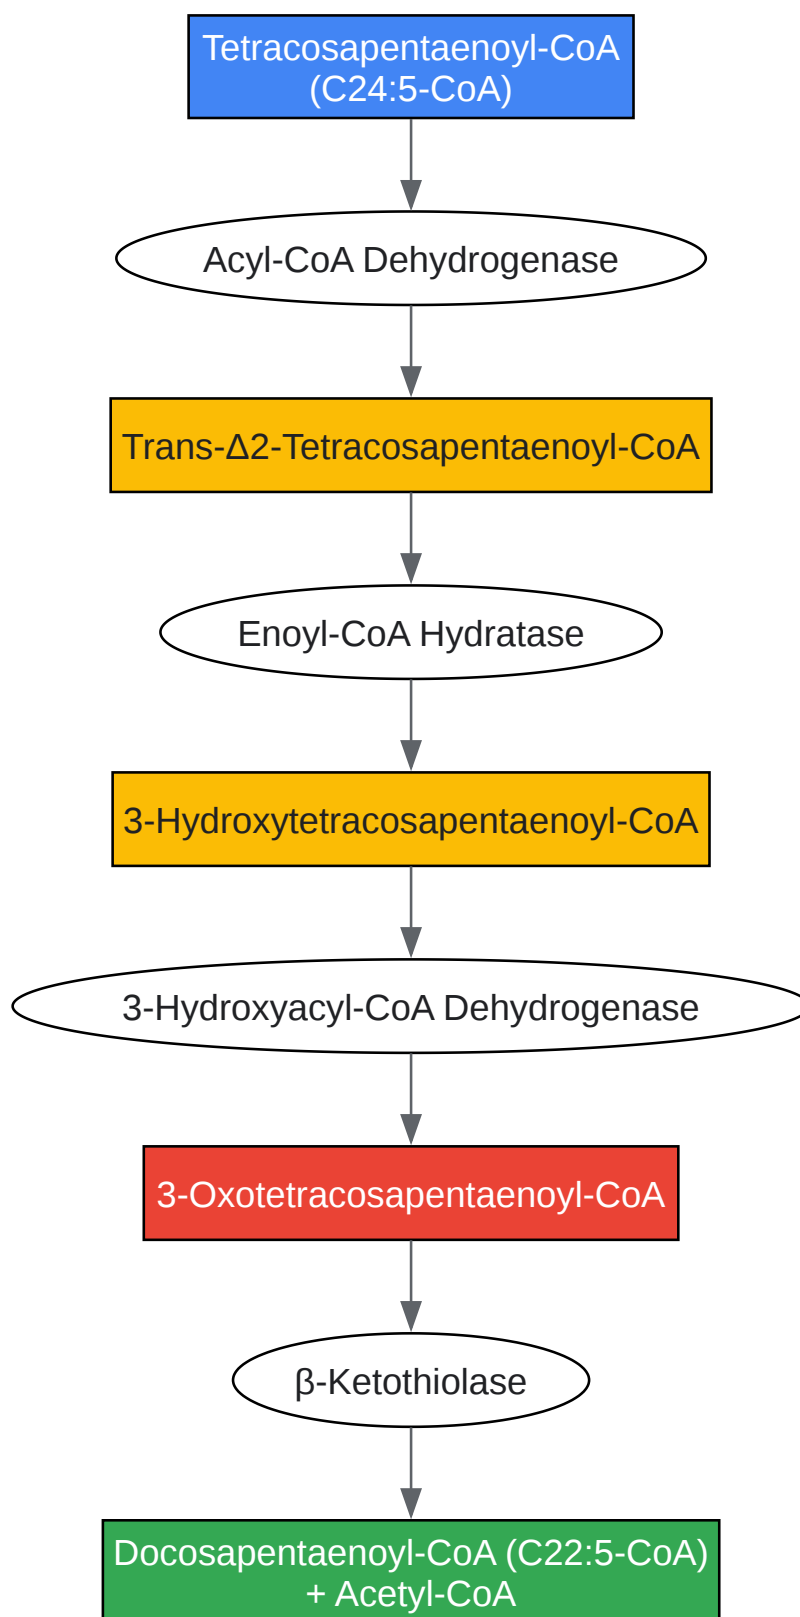 Tetracosapentaenoyl-CoA
(C24:5-CoA)
Acyl-CoA Dehydrogenase
Trans-Δ2-Tetracosapentaenoyl-CoA
Enoyl-CoA Hydratase
3-Hydroxytetracosapentaenoyl-CoA
3-Hydroxyacyl-CoA Dehydrogenase
3-Oxotetracosapentaenoyl-CoA
β-Ketothiolase
Docosapentaenoyl-CoA (C22:5-CoA)
+ Acetyl-CoA